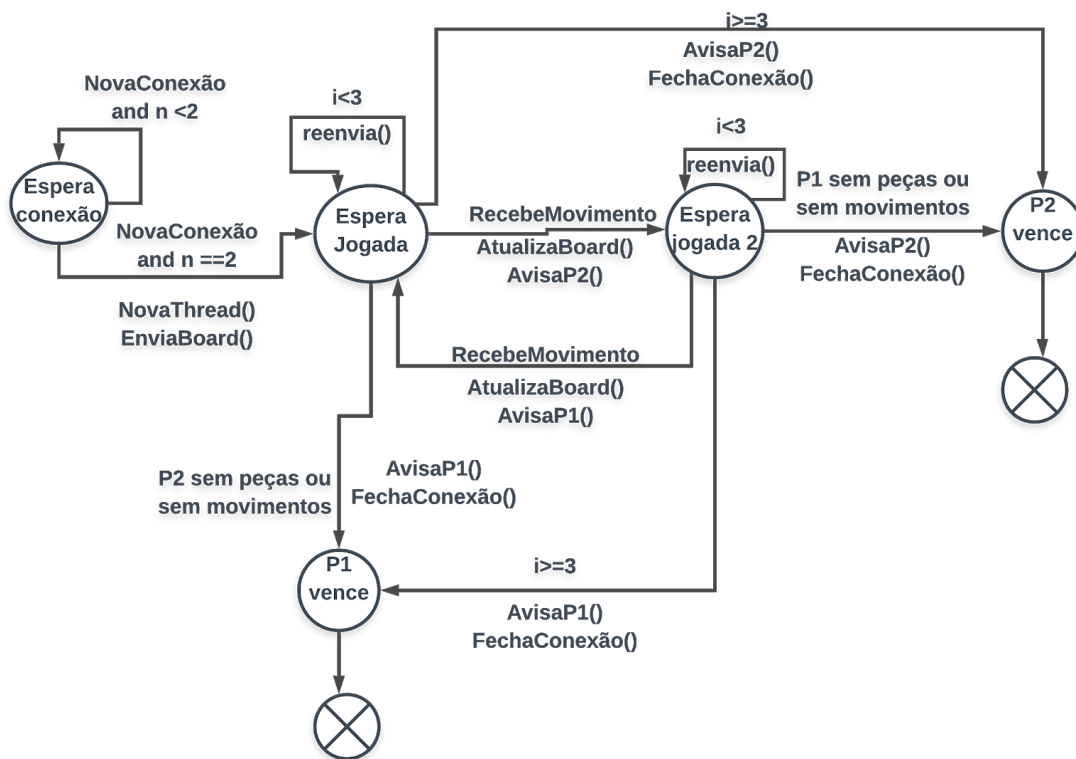 i>=3
AvisaP2()
FechaConexão()
NovaConexão
and n <2
i<3
reenvia()
i<3
reenvia()
P1 sem peças ou
sem movimentos
Espera
conexão
Espera
Jogada
RecebeMovimento
AtualizaBoard()
AvisaP2()
Espera
jogada 2
P2
vence
NovaConexão
and n ==2
AvisaP2()
FechaConexão()
NovaThread()
EnviaBoard()
RecebeMovimento
AtualizaBoard()
AvisaP1()
P2 sem peças ou
sem movimentos
AvisaP1()
FechaConexão()
P1
vence
i>=3
AvisaP1()
FechaConexão()